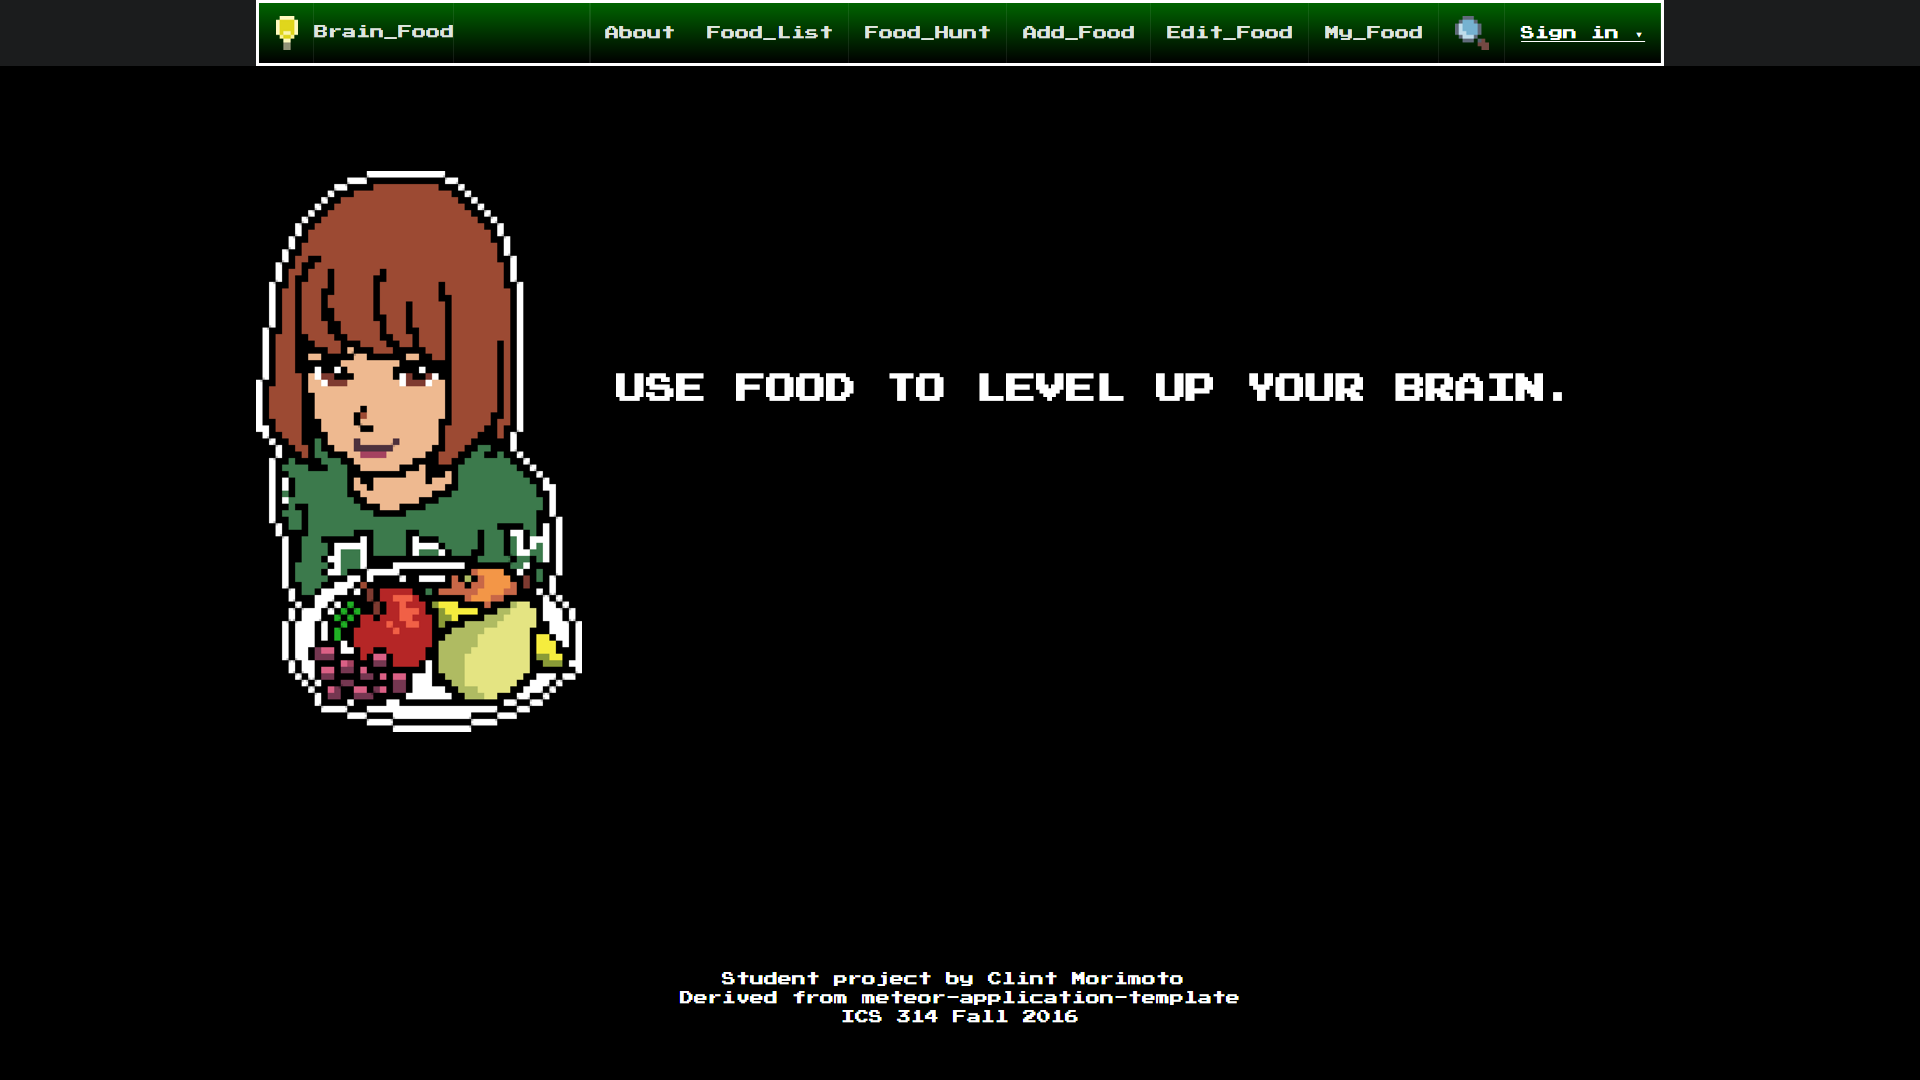 Brain_Food About Food_List Food_Hunt Add_Food Edit_Food My_Food Sign in ▾
USE FOOD TO LEVEL UP YOUR BRAIN.
Student project by Clint Morimoto
Derived from meteor-application-template
ICS 314 Fall 2016